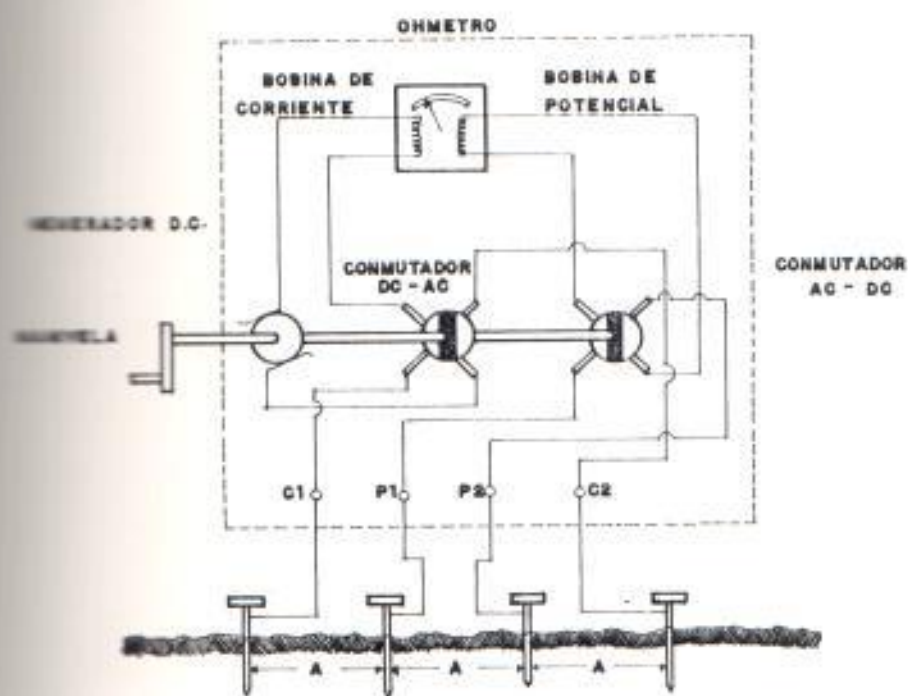 OHMETRO
BOBINA DE
CORRIENTE
BOBINA DE
POTENCIAL
D.C.
CONMUTADOR
DC - AC
CONMUTADOR
AC - DC
C1
P1
P2
C2
A
A
A